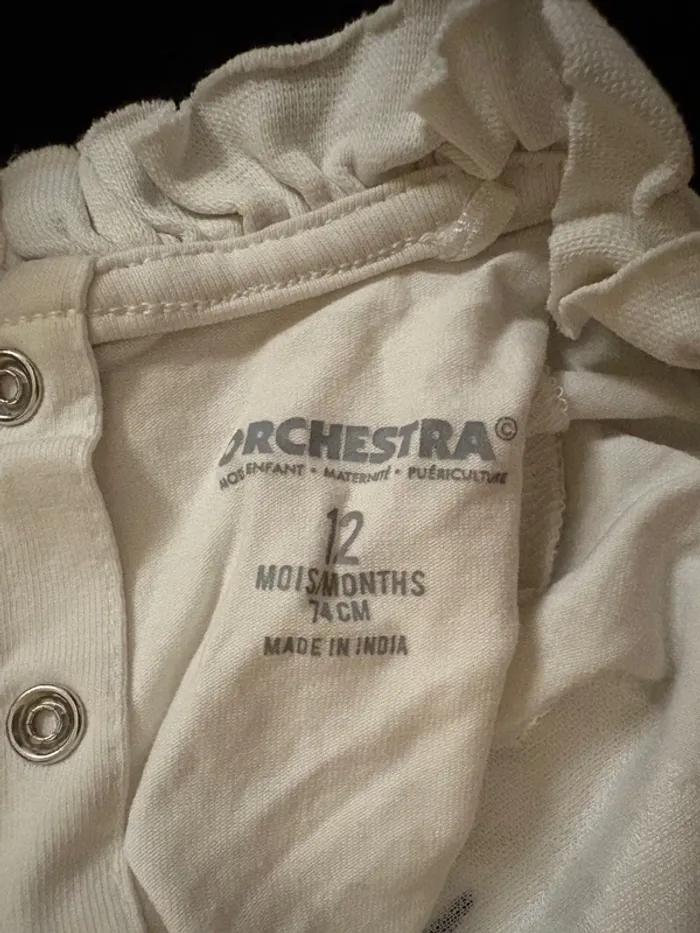 ORCHESTRA©
MODE ENFANT • MATERNITÉ • PUÉRICULTURE
12
MOIS/MONTHS
74 CM
MADE IN INDIA